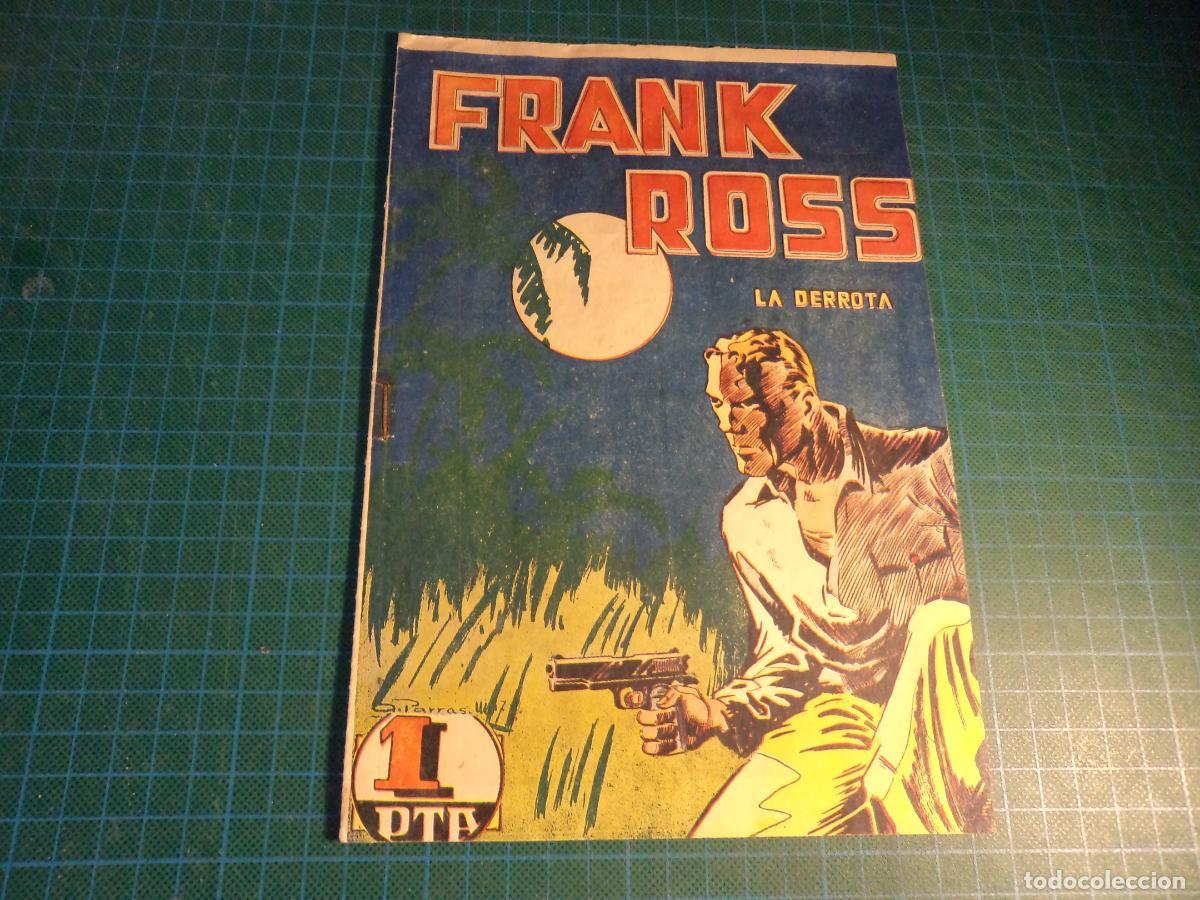 FRANK
ROSS
LA DERROTA
G. Parras.
1
PTA
todocoleccion